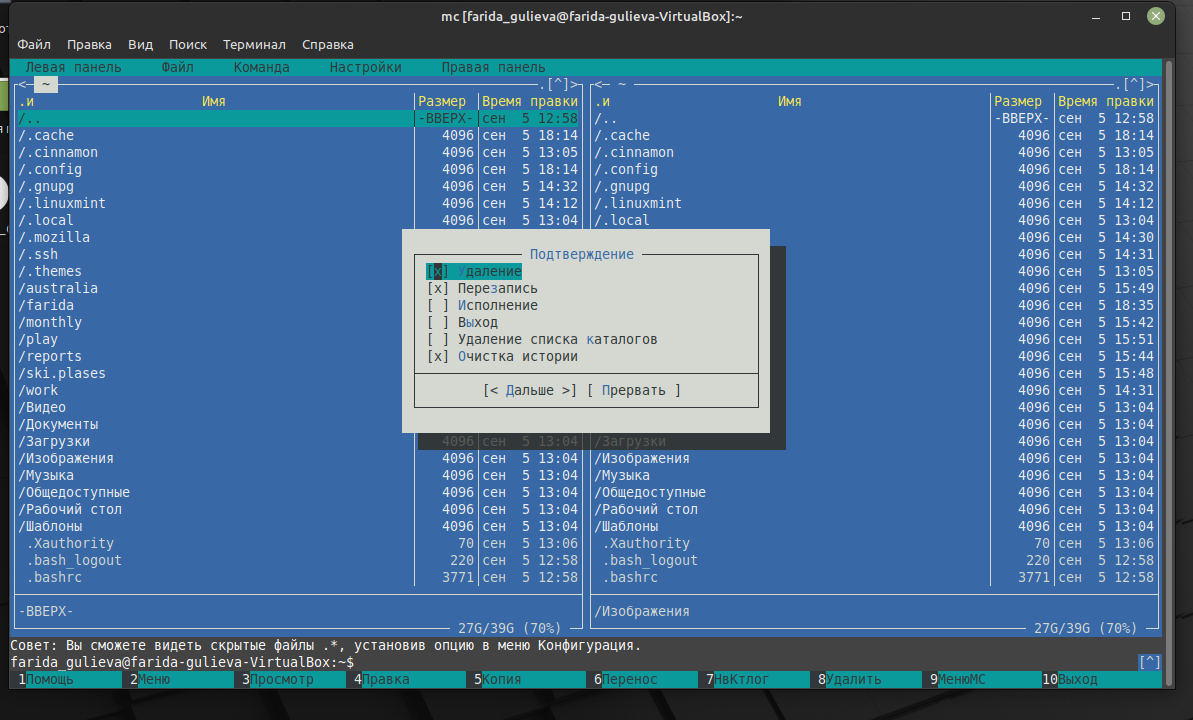 mc [farida_gulieva@farida-gulieva-VirtualBox]:~
Файл Правка Вид Поиск Терминал Справка
Левая панель Файл Команда Настройки Правая панель
<─ ~ .[^]> <─ ~ .[^]>
.и Имя Размер Время правки .и Имя Размер Время правки
/.. -ВВЕРХ- сен 5 12:58 /.. -ВВЕРХ- сен 5 12:58
/.cache 4096 сен 5 18:14 /.cache 4096 сен 5 18:14
/.cinnamon 4096 сен 5 13:05 /.cinnamon 4096 сен 5 13:05
/.config 4096 сен 5 18:14 /.config 4096 сен 5 18:14
/.gnupg 4096 сен 5 14:32 /.gnupg 4096 сен 5 14:32
/.linuxmint 4096 сен 5 14:12 /.linuxmint 4096 сен 5 14:12
/.local 4096 сен 5 13:04 /.local 4096 сен 5 13:04
/.mozilla 4096 сен 5 14:30
/.ssh 4096 сен 5 14:31
/.themes 4096 сен 5 13:05
/australia 4096 сен 5 15:49
/farida 4096 сен 5 18:35
/monthly 4096 сен 5 15:42
/play 4096 сен 5 15:51
/reports 4096 сен 5 15:44
/ski.plases 4096 сен 5 15:48
/work 4096 сен 5 14:31
/Видео 4096 сен 5 13:04
/Документы 4096 сен 5 13:04
/Загрузки 4096 сен 5 13:04 /Загрузки 4096 сен 5 13:04
/Изображения 4096 сен 5 13:04 /Изображения 4096 сен 5 13:04
/Музыка 4096 сен 5 13:04 /Музыка 4096 сен 5 13:04
/Общедоступные 4096 сен 5 13:04 /Общедоступные 4096 сен 5 13:04
/Рабочий стол 4096 сен 5 13:04 /Рабочий стол 4096 сен 5 13:04
/Шаблоны 4096 сен 5 13:04 /Шаблоны 4096 сен 5 13:04
.Xauthority 70 сен 5 13:06 .Xauthority 70 сен 5 13:06
.bash_logout 220 сен 5 12:58 .bash_logout 220 сен 5 12:58
.bashrc 3771 сен 5 12:58 .bashrc 3771 сен 5 12:58
-ВВЕРХ- /Изображения
27G/39G (70%) 27G/39G (70%)
Подтверждение
[x] Удаление
[x] Перезапись
[ ] Исполнение
[ ] Выход
[ ] Удаление списка каталогов
[x] Очистка истории
[< Дальше >] [ Прервать ]
Совет: Вы сможете видеть скрытые файлы .*, установив опцию в меню Конфигурация.
farida_gulieva@farida-gulieva-VirtualBox:~$ [^]
1Помощь 2Меню 3Просмотр 4Правка 5Копия 6Перенос 7НвКтлог 8Удалить 9МенюMC 10Выход